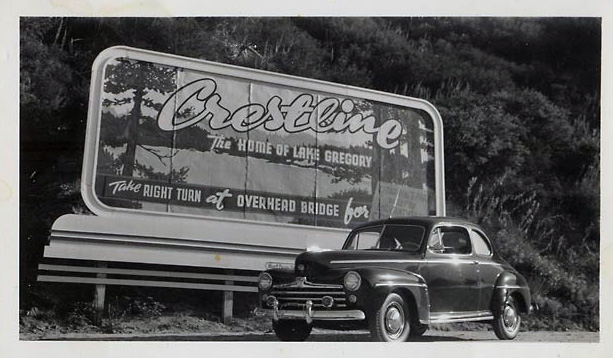 Crestline
The HOME OF LAKE GREGORY
Take RIGHT TURN at OVERHEAD BRIDGE for